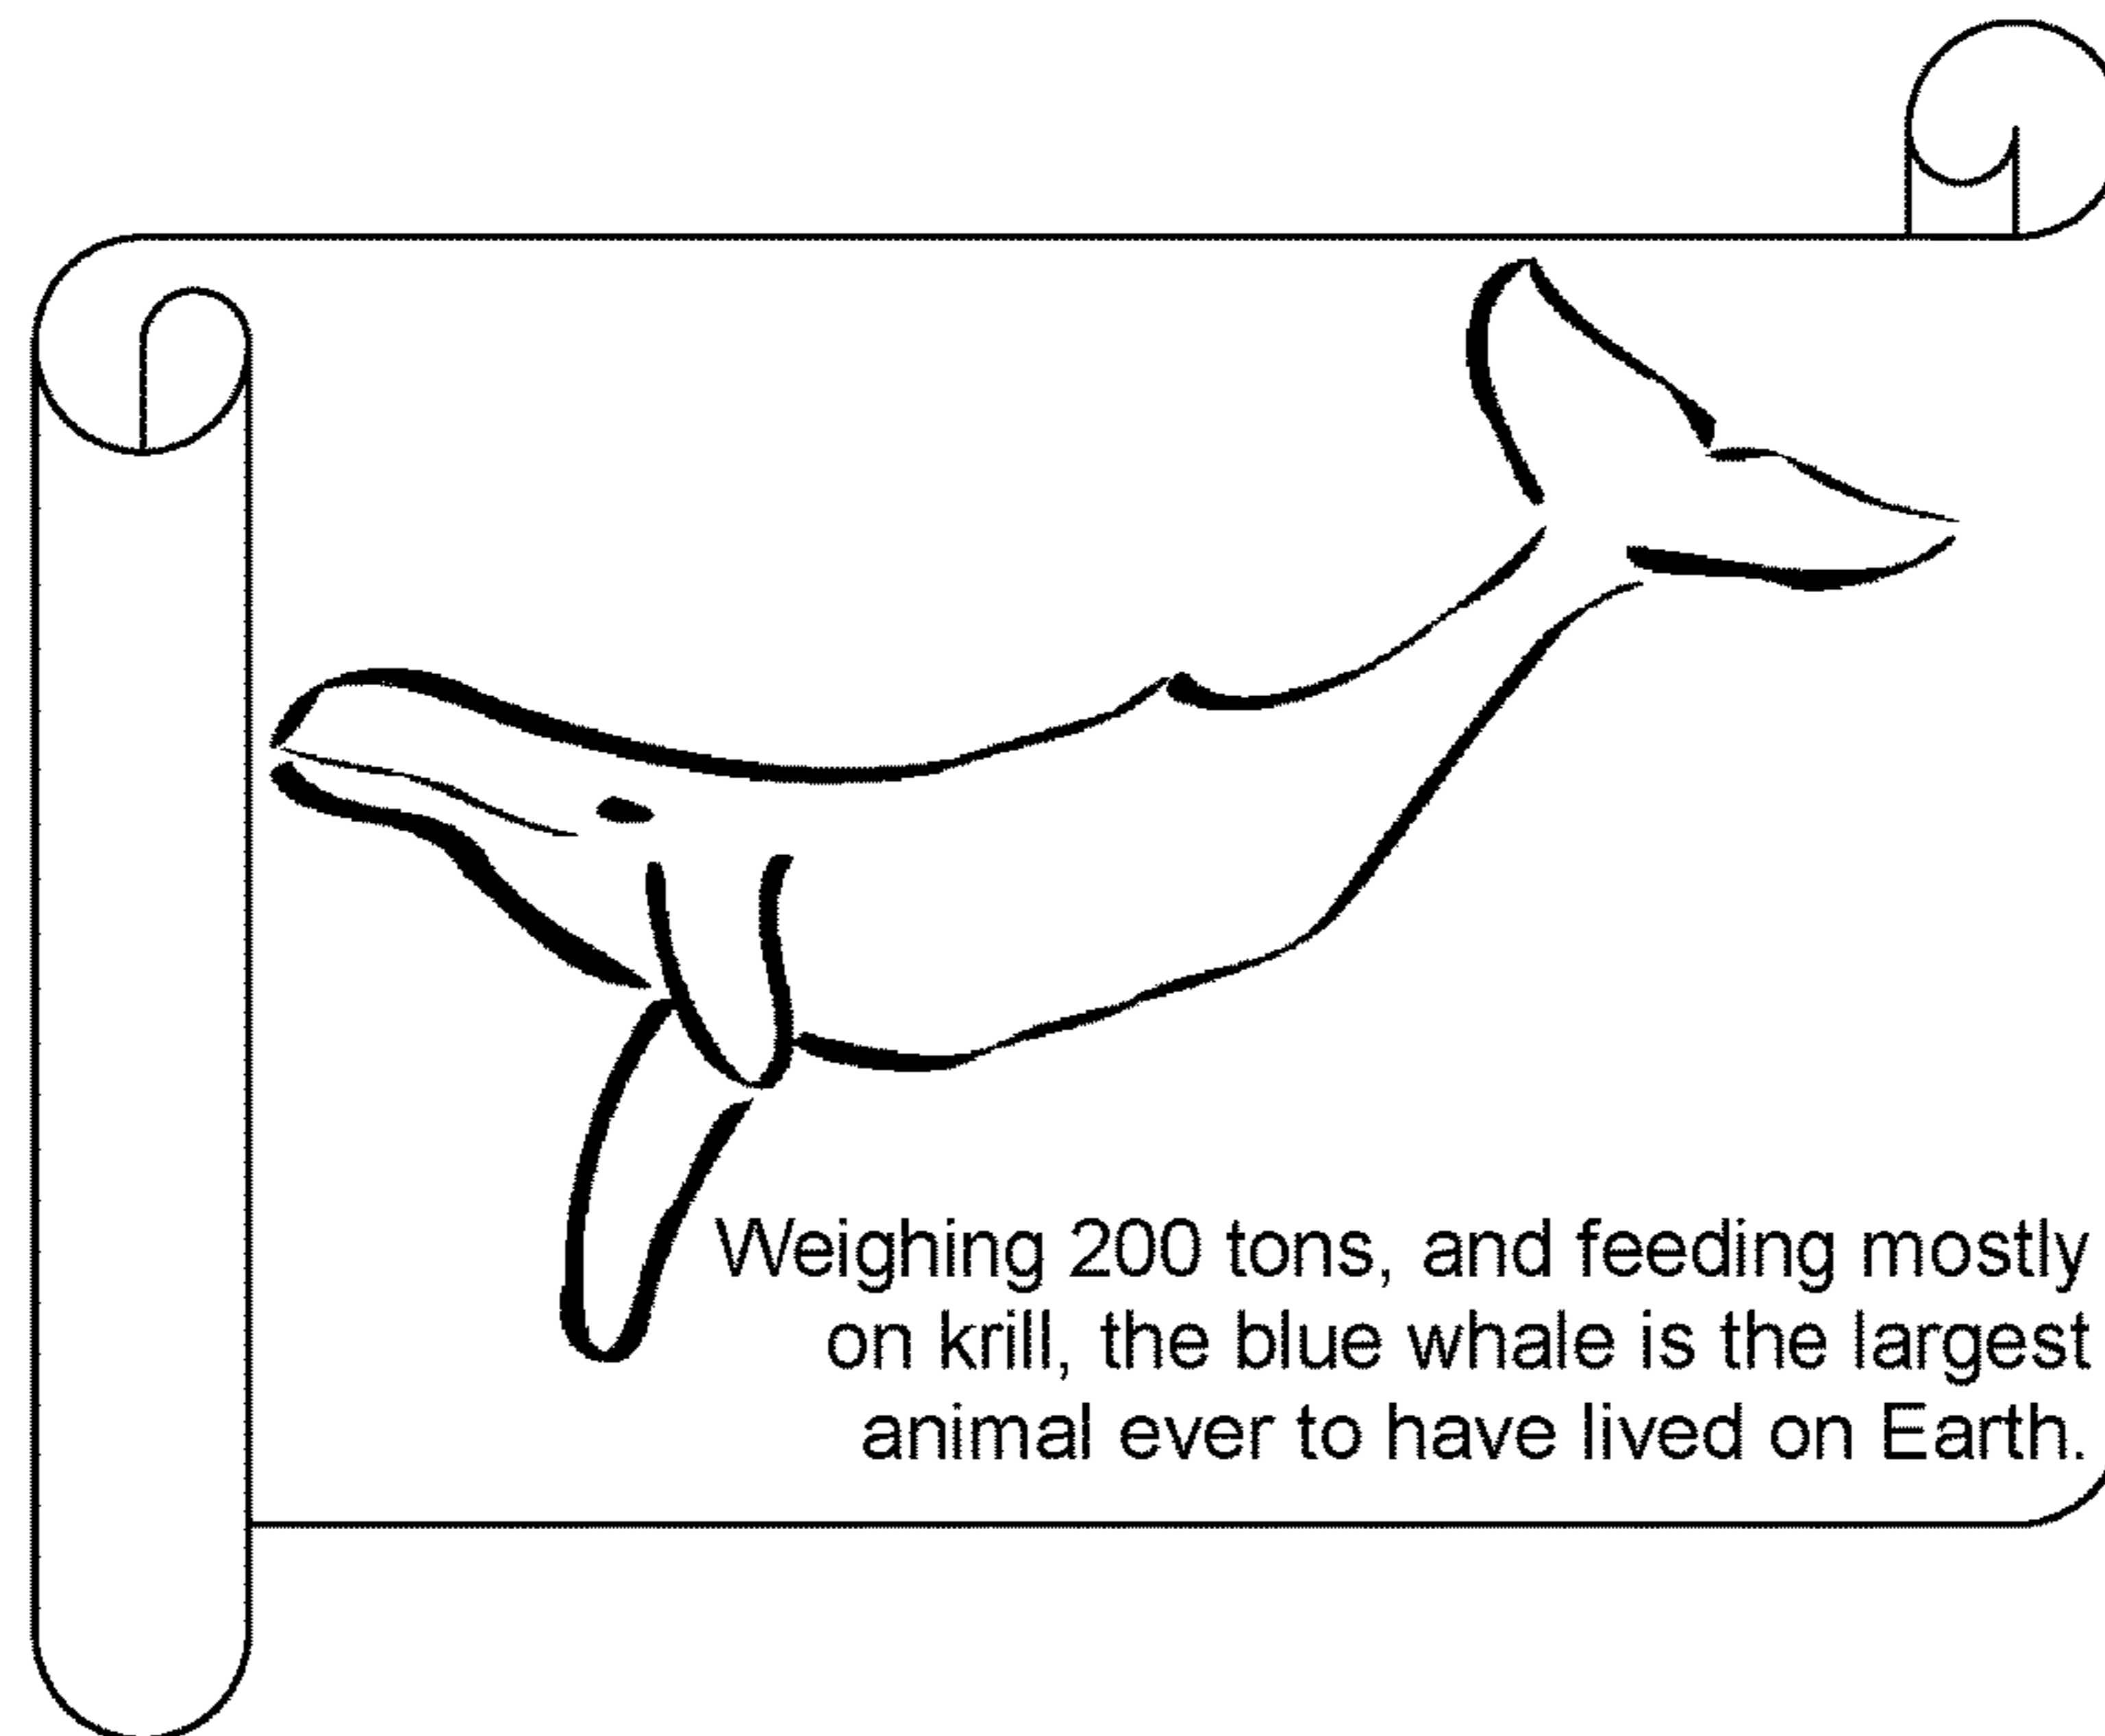 Weighing 200 tons, and feeding mostly
on krill, the blue whale is the largest
animal ever to have lived on Earth.